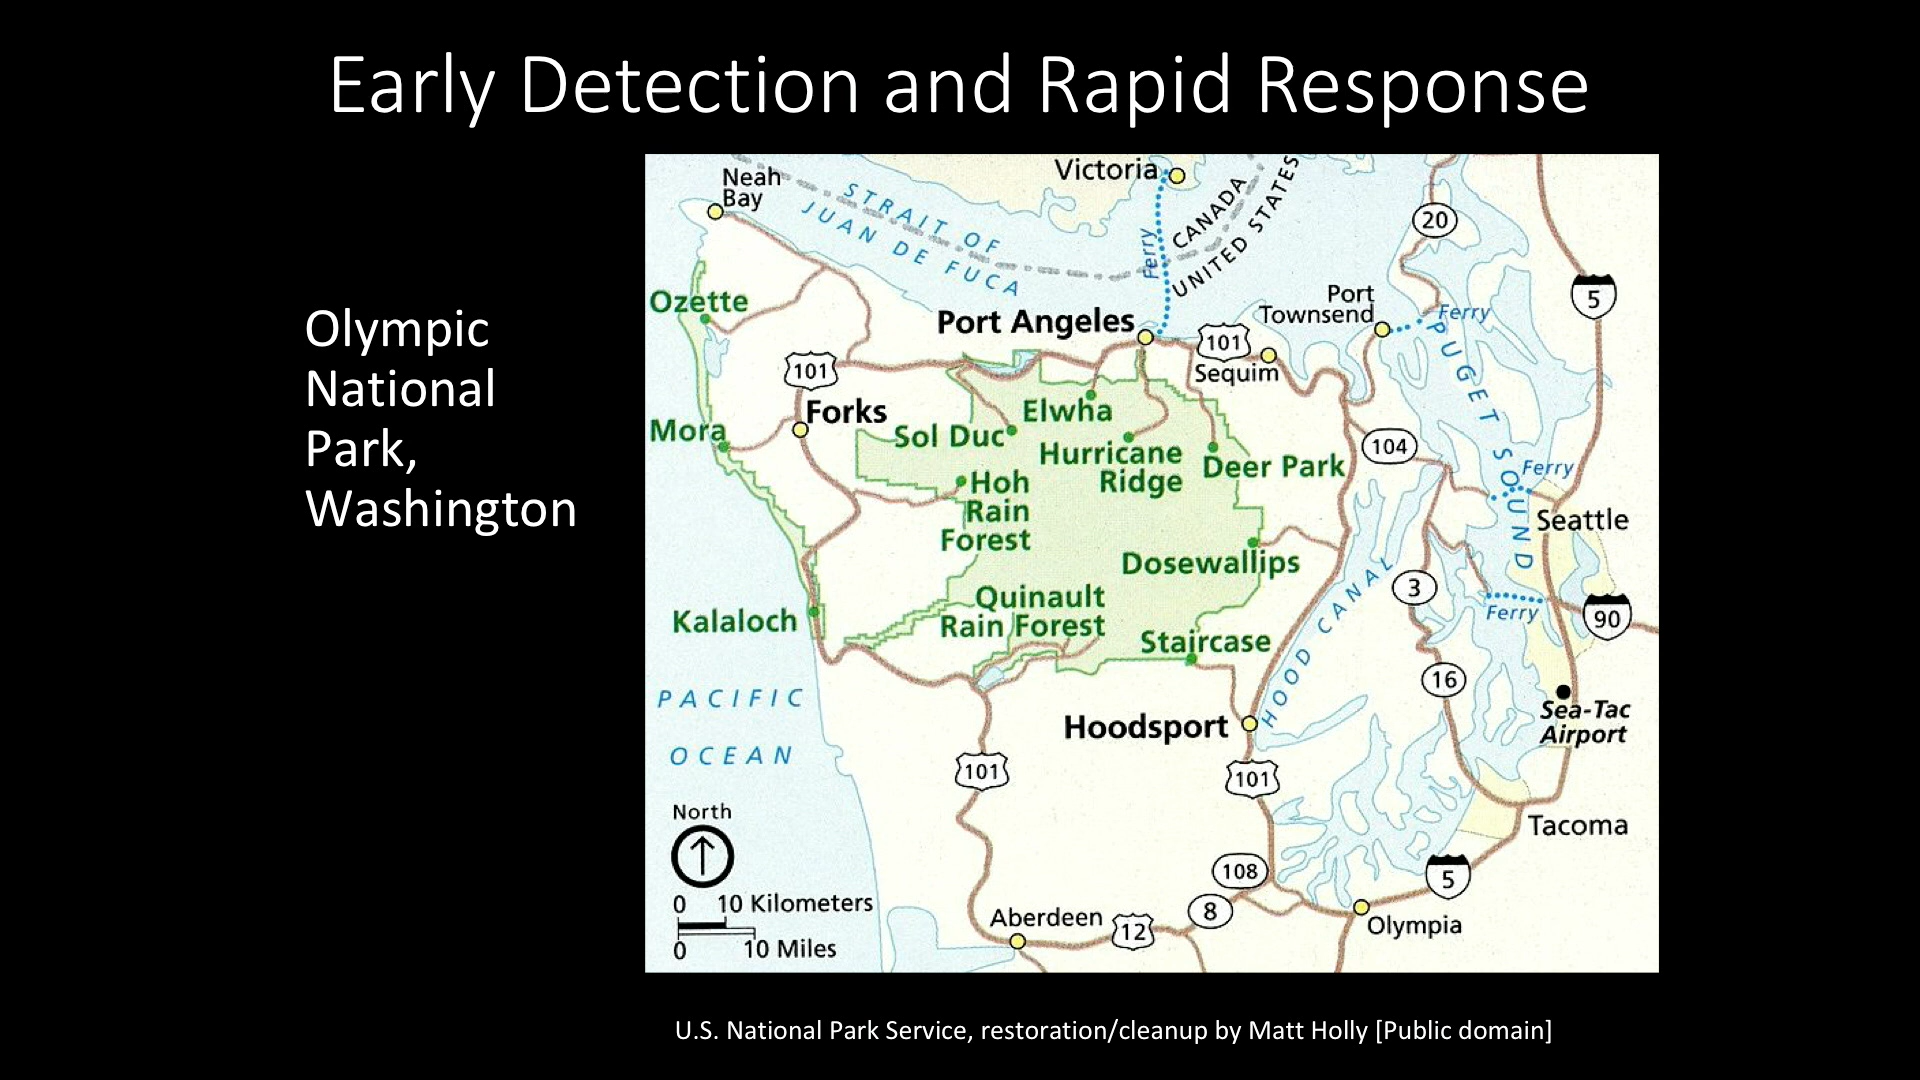 Early Detection and Rapid Response
Olympic
National
Park,
Washington
Victoria
Neah
Bay
STRAIT OF
JUAN DE FUCA
Ferry
CANADA
UNITED STATES
20
5
Ozette
Port Angeles
Port
Townsend
Ferry
101
Sequim
101
Forks
Elwha
Sol Duc
Mora
Hurricane
Ridge
Deer Park
104
PUGET SOUND
Ferry
Hoh
Rain
Forest
Seattle
Dosewallips
HOOD CANAL
3
Ferry
90
Quinault
Rain Forest
Kalaloch
Staircase
16
PACIFIC
OCEAN
Sea-Tac
Airport
Hoodsport
101
101
North
Tacoma
108
5
8
0 10 Kilometers
0 10 Miles
Aberdeen
12
Olympia
U.S. National Park Service, restoration/cleanup by Matt Holly [Public domain]